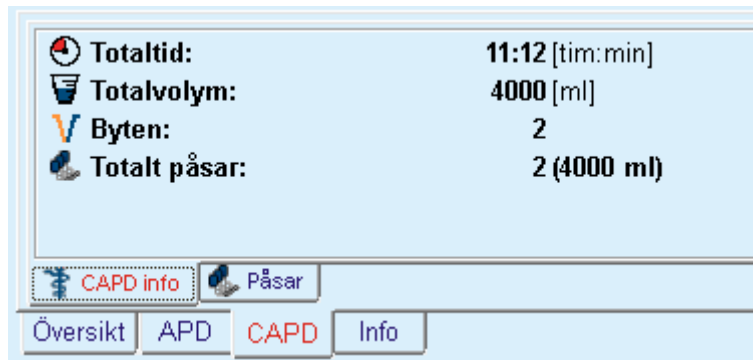 Totaltid: 11:12 [tim:min]
Totalvolym: 4000 [ml]
Byten: 2
Totalt påsar: 2 (4000 ml)
CAPD info Påsar
Översikt APD CAPD Info